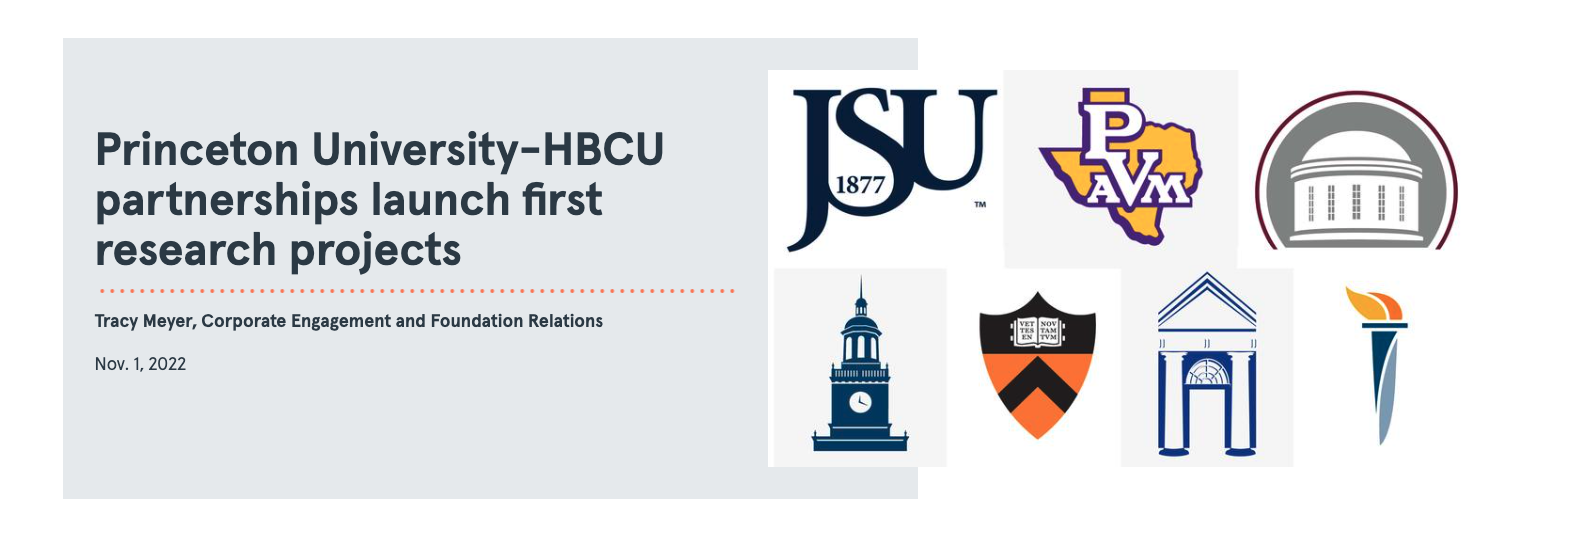 Princeton University–HBCU
partnerships launch first
research projects
Tracy Meyer, Corporate Engagement and Foundation Relations
Nov. 1, 2022
JSU
1877
TM
P
AVM
VET NOV
TES TAM
EN TVM